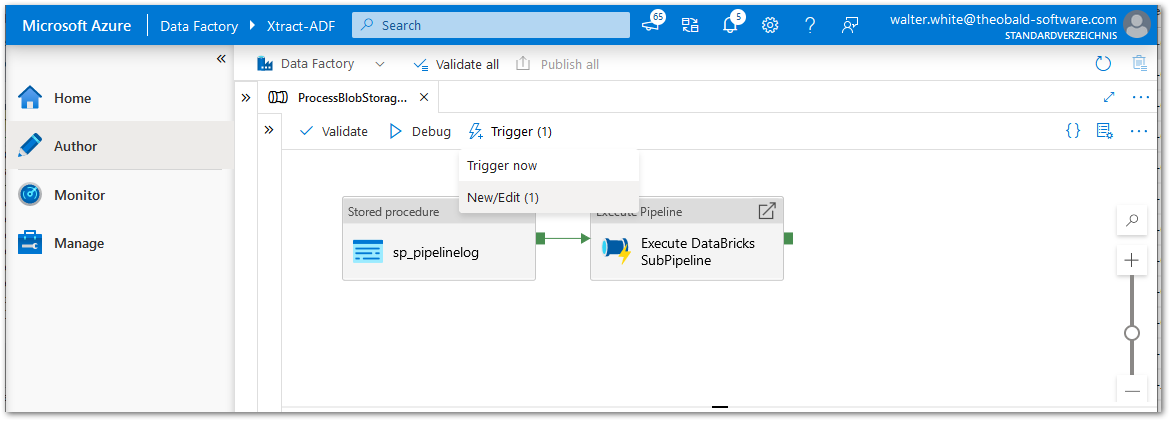 Microsoft Azure
Data Factory
Xtract-ADF
Search
65
5
walter.white@theobald-software.com
STANDARDVERZEICHNIS
Home
Author
Monitor
Manage
Data Factory
Validate all
Publish all
ProcessBlobStorag...
Validate
Debug
Trigger (1)
Trigger now
New/Edit (1)
Stored procedure
sp_pipelinelog
Execute Pipeline
Execute DataBricks
SubPipeline